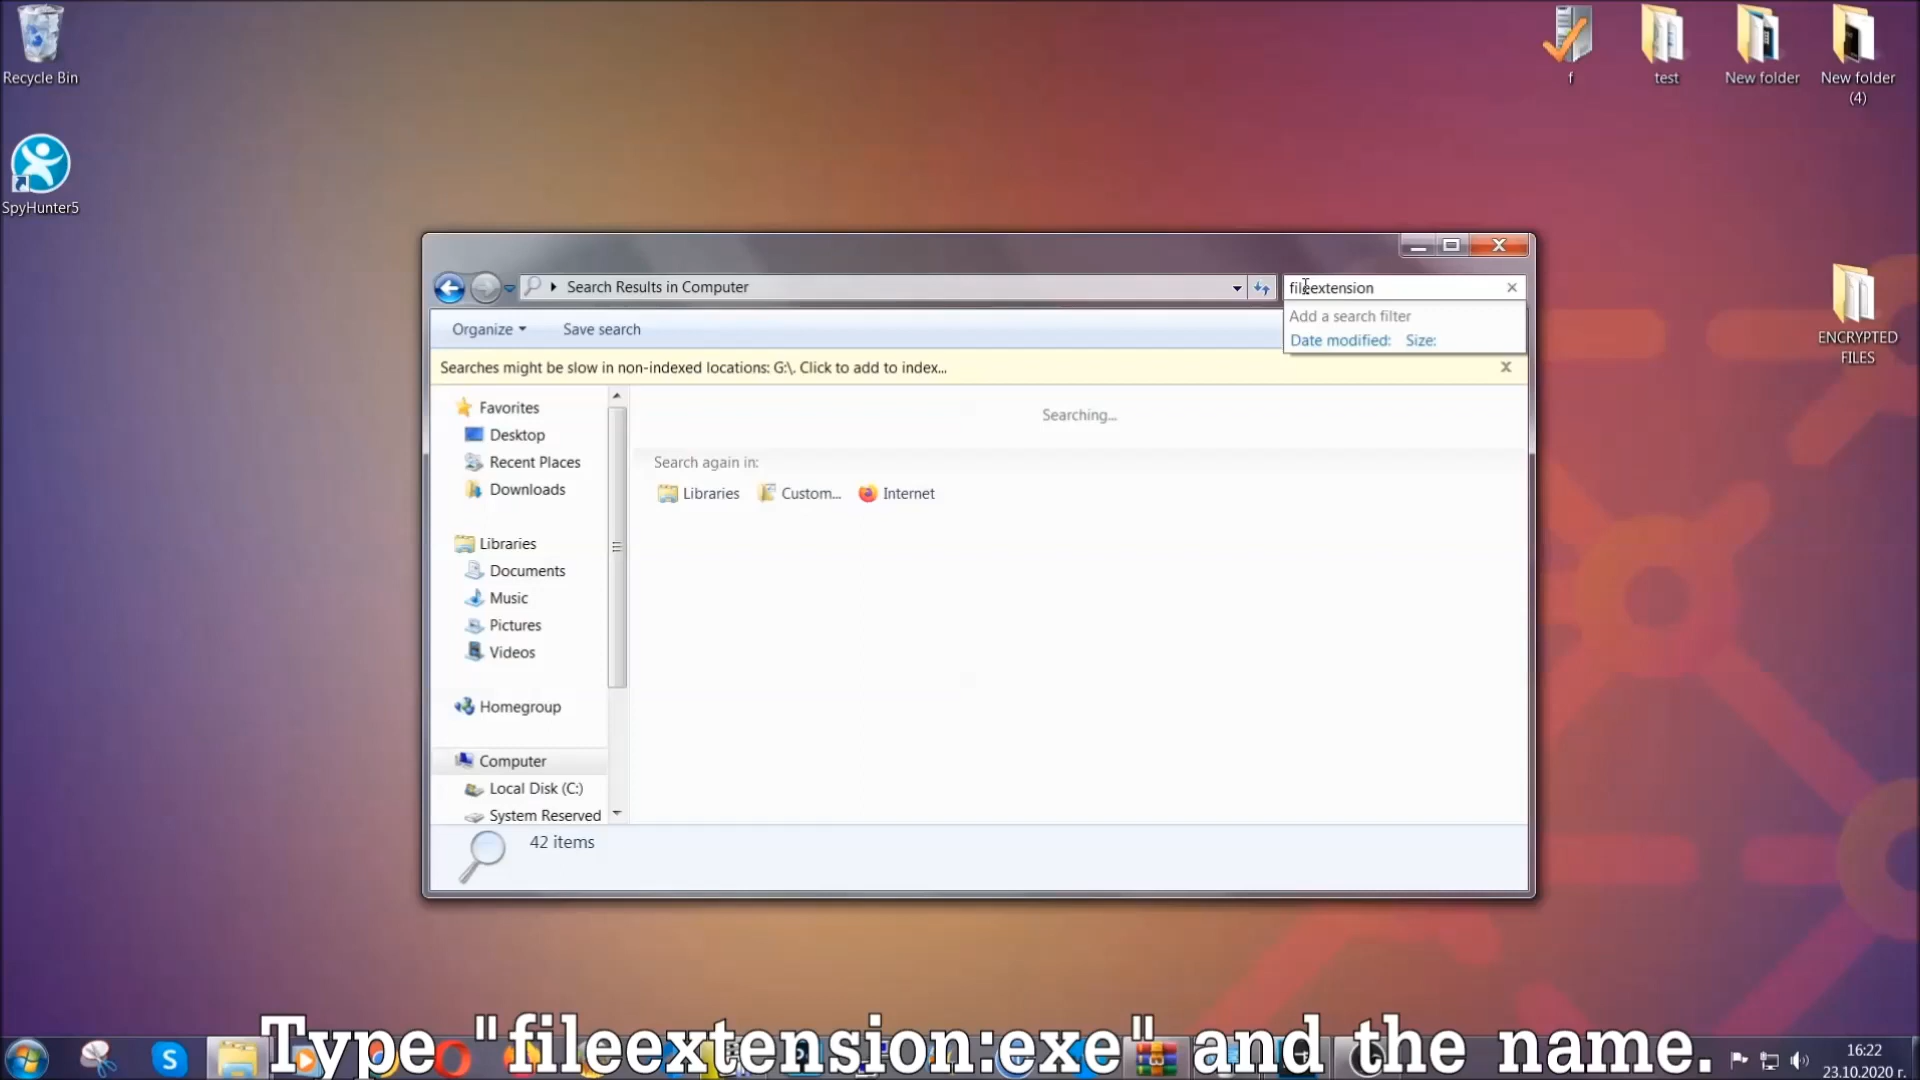 Recycle Bin
SpyHunter5
f
test
New folder
New folder
(4)
ENCRYPTED
FILES
Search Results in Computer
fileextension
Add a search filter
Date modified: Size:
Organize
Save search
Searches might be slow in non-indexed locations: G:\. Click to add to index...
Favorites
Desktop
Recent Places
Downloads
Libraries
Documents
Music
Pictures
Videos
Homegroup
Computer
Local Disk (C:)
System Reserved
Searching...
Search again in:
Libraries Custom... Internet
42 items
Type "fileextension:exe" and the name.
16:22
23.10.2020 г.